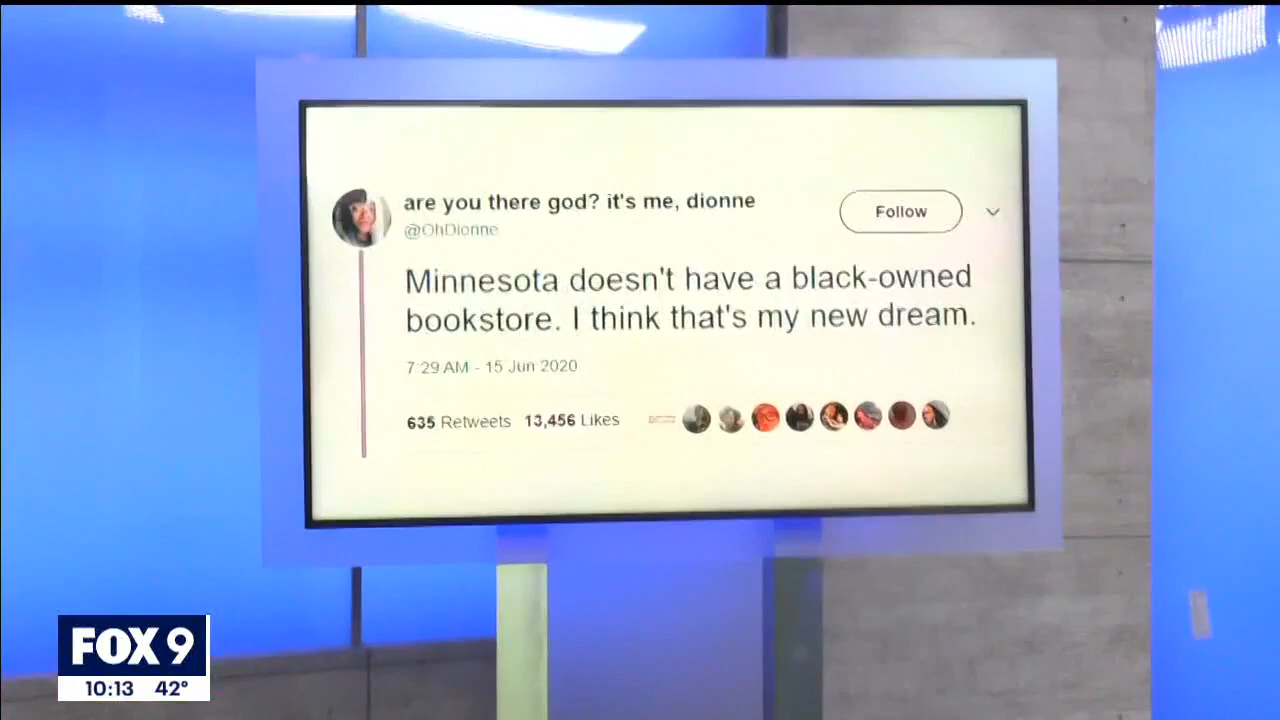 are you there god? it's me, dionne
@OhDionne
Follow
Minnesota doesn't have a black-owned
bookstore. I think that's my new dream.
7:29 AM - 15 Jun 2020
635 Retweets 13,456 Likes
FOX 9
10:13 42°